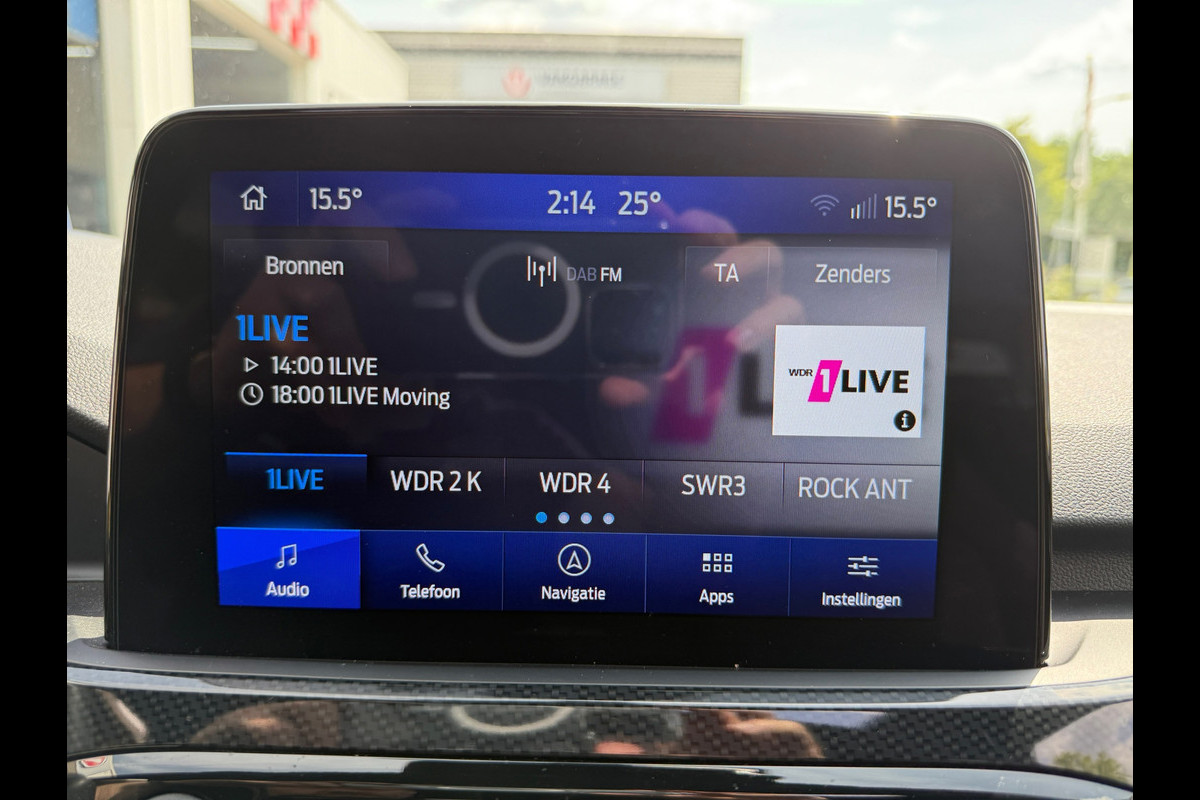 15.5° 2:14 25° 15.5°
Bronnen DAB FM TA Zenders
1LIVE
14:00 1LIVE
18:00 1LIVE Moving
WDR 1LIVE
i
1LIVE WDR 2 K WDR 4 SWR3 ROCK ANT
Audio Telefoon Navigatie Apps Instellingen